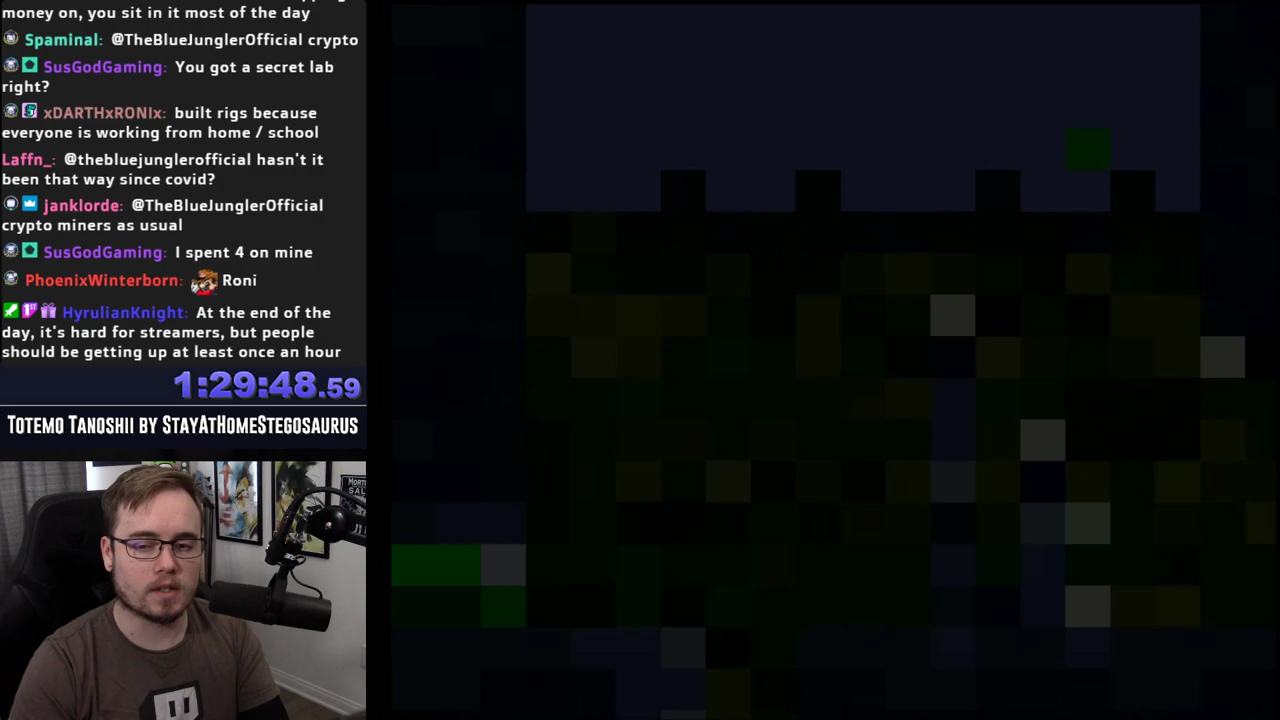 money on, you sit in it most of the day
Spaminal: @TheBlueJunglerOfficial crypto
SusGodGaming: You got a secret lab
right?
xDARTHxRONIx: built rigs because
everyone is working from home / school
Laffn_: @thebluejunglerofficial hasn't it
been that way since covid?
janklorde: @TheBlueJunglerOfficial
crypto miners as usual
SusGodGaming: I spent 4 on mine
PhoenixWinterborn: Roni
HyrulianKnight: At the end of the
day, it's hard for streamers, but people
should be getting up at least once an hour
1:29:48.59
Totemo Tanoshii by StayAtHomeStegosaurus